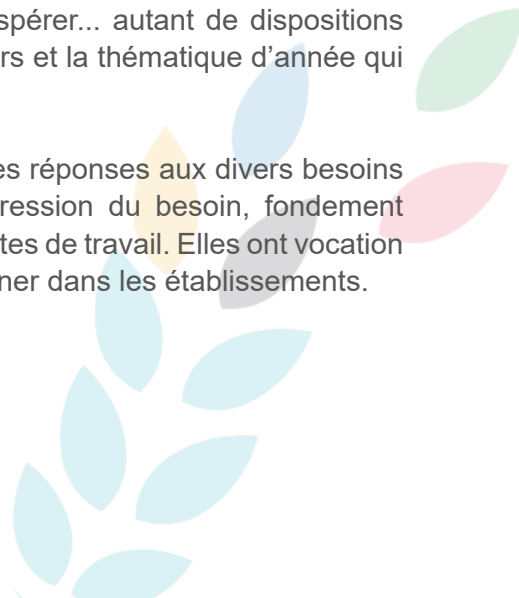 spérer... autant de dispositions
rs et la thématique d’année qui
es réponses aux divers besoins
ression du besoin, fondement
tes de travail. Elles ont vocation
ner dans les établissements.